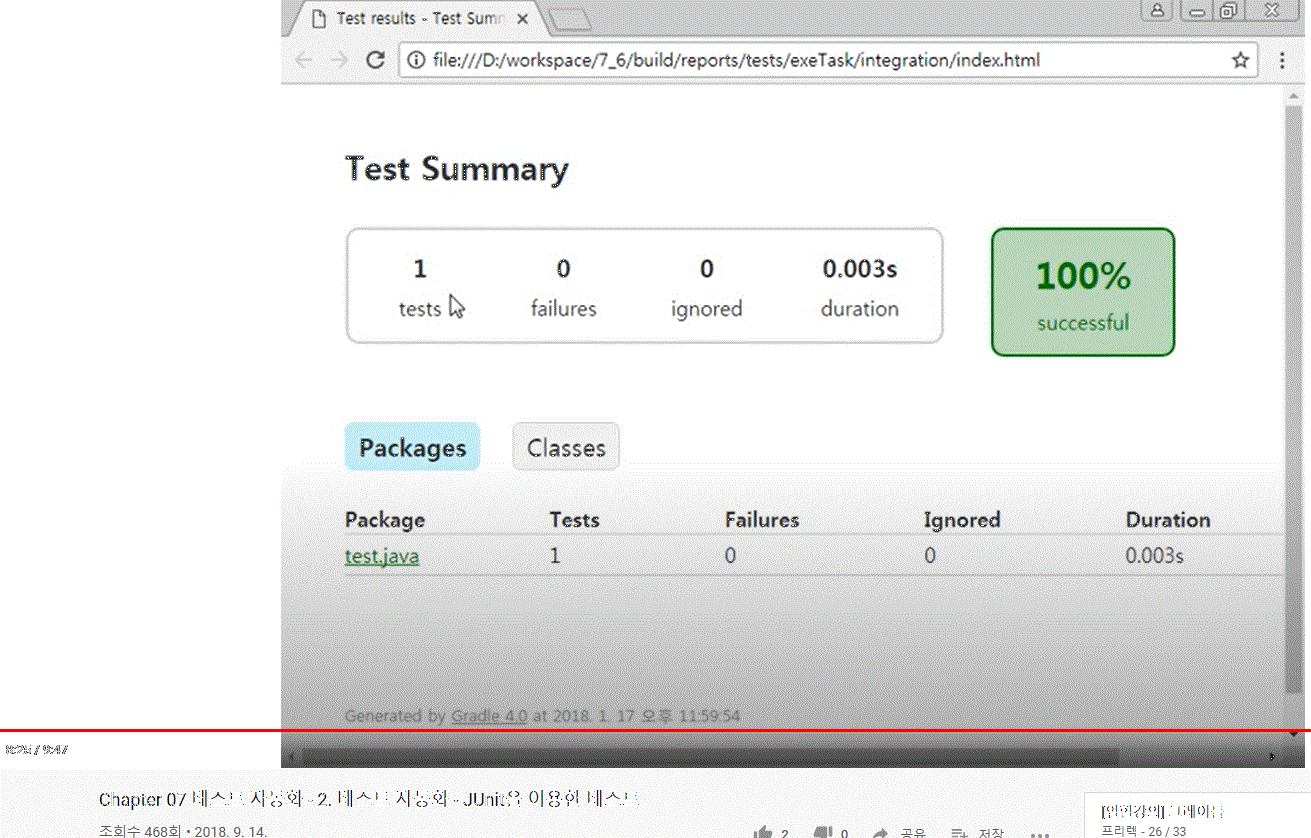 Test results - Test Summ
file:///D:/workspace/7_6/build/reports/tests/exeTask/integration/index.html
Test Summary
1 0 0 0.003s
tests failures ignored duration
100%
successful
Packages Classes
Package Tests Failures Ignored Duration
test.java 1 0 0 0.003s
Generated by Gradle 4.0 at 2018. 1. 17 오후 11:59:54
/ 9:47
Chapter 07 테스트 자동화 - 2. 테스트 자동화 - JUnit을 이용한 테스트
조회수 468회 • 2018. 9. 14.
2 0 공유 저장
프리렉 - 26 / 33